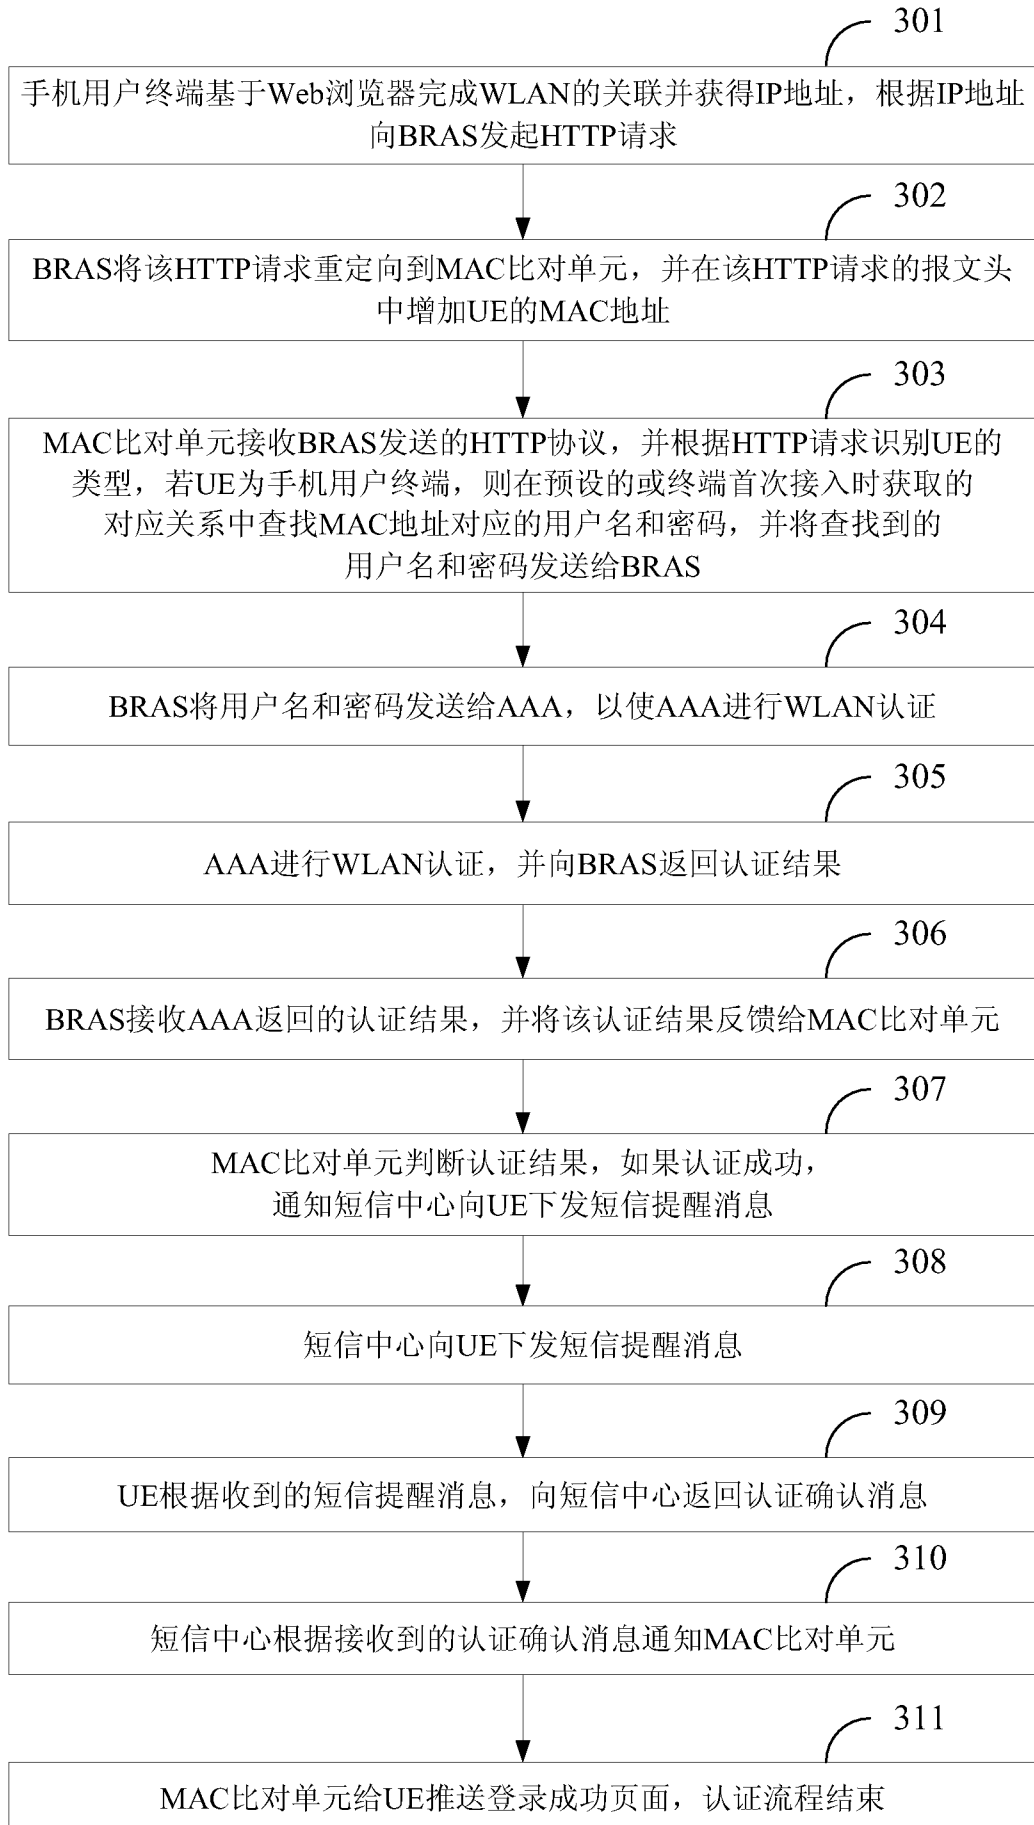 301
手机用户终端基于Web浏览器完成WLAN的关联并获得IP地址，根据IP地址
向BRAS发起HTTP请求
302
BRAS将该HTTP请求重定向到MAC比对单元，并在该HTTP请求的报文头
中增加UE的MAC地址
303
MAC比对单元接收BRAS发送的HTTP协议，并根据HTTP请求识别UE的
类型，若UE为手机用户终端，则在预设的或终端首次接入时获取的
对应关系中查找MAC地址对应的用户名和密码，并将查找到的
用户名和密码发送给BRAS
304
BRAS将用户名和密码发送给AAA，以使AAA进行WLAN认证
305
AAA进行WLAN认证，并向BRAS返回认证结果
306
BRAS接收AAA返回的认证结果，并将该认证结果反馈给MAC比对单元
307
MAC比对单元判断认证结果，如果认证成功，
通知短信中心向UE下发短信提醒消息
308
短信中心向UE下发短信提醒消息
309
UE根据收到的短信提醒消息，向短信中心返回认证确认消息
310
短信中心根据接收到的认证确认消息通知MAC比对单元
311
MAC比对单元给UE推送登录成功页面，认证流程结束